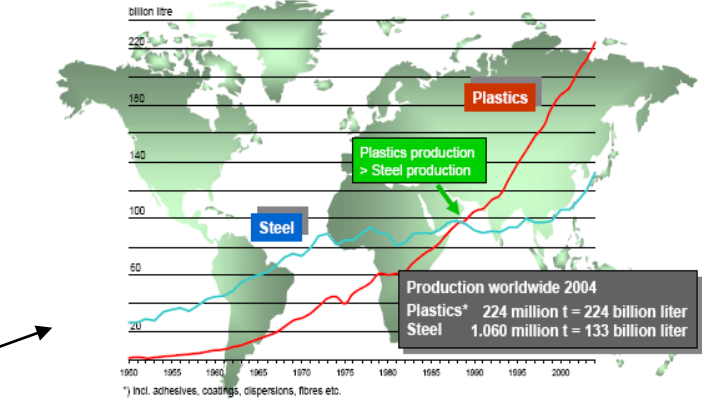 billion litre
220
180
Plastics
140
Plastics production
> Steel production
100
Steel
60
Production worldwide 2004
Plastics* 224 million t = 224 billion liter
Steel 1.060 million t = 133 billion liter
20
1950 1955 1960 1965 1970 1975 1980 1985 1990 1995 2000
*) Incl. adhesives, coatings, dispersions, fibres etc.